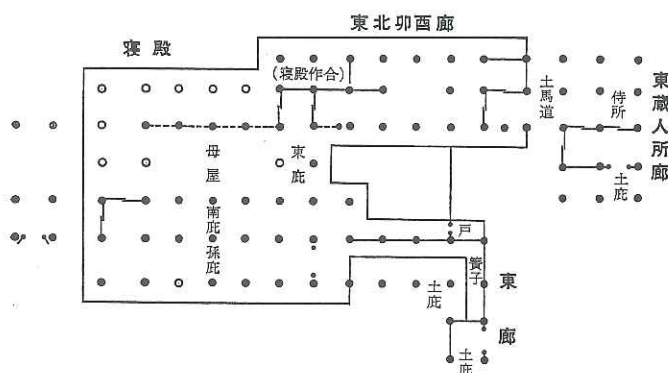 寝殿
東北卯酉廊
(寝殿作合)
土馬道
侍所
東蔵人所廊
土庇
母屋
東庇
南庇
孫庇
戸
簀子
東廊
土庇
土庇